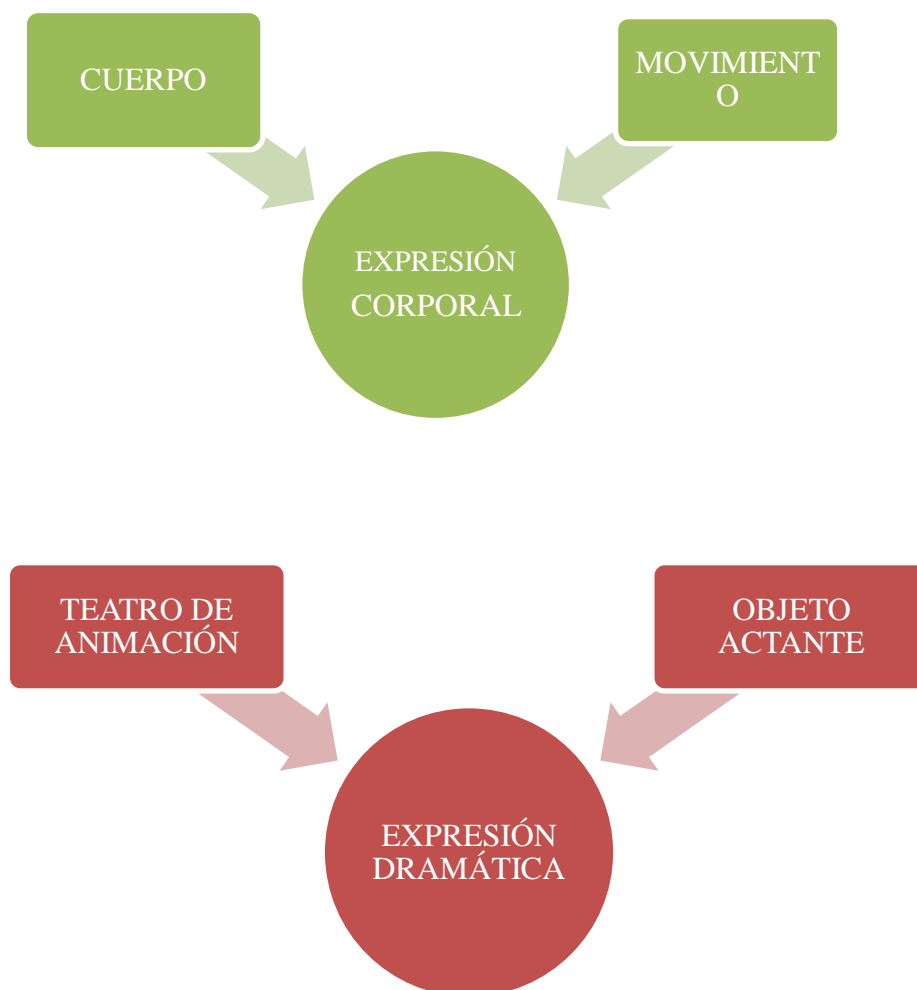 CUERPO
MOVIMIENT
O
EXPRESIÓN
CORPORAL
TEATRO DE
ANIMACIÓN
OBJETO
ACTANTE
EXPRESIÓN
DRAMÁTICA